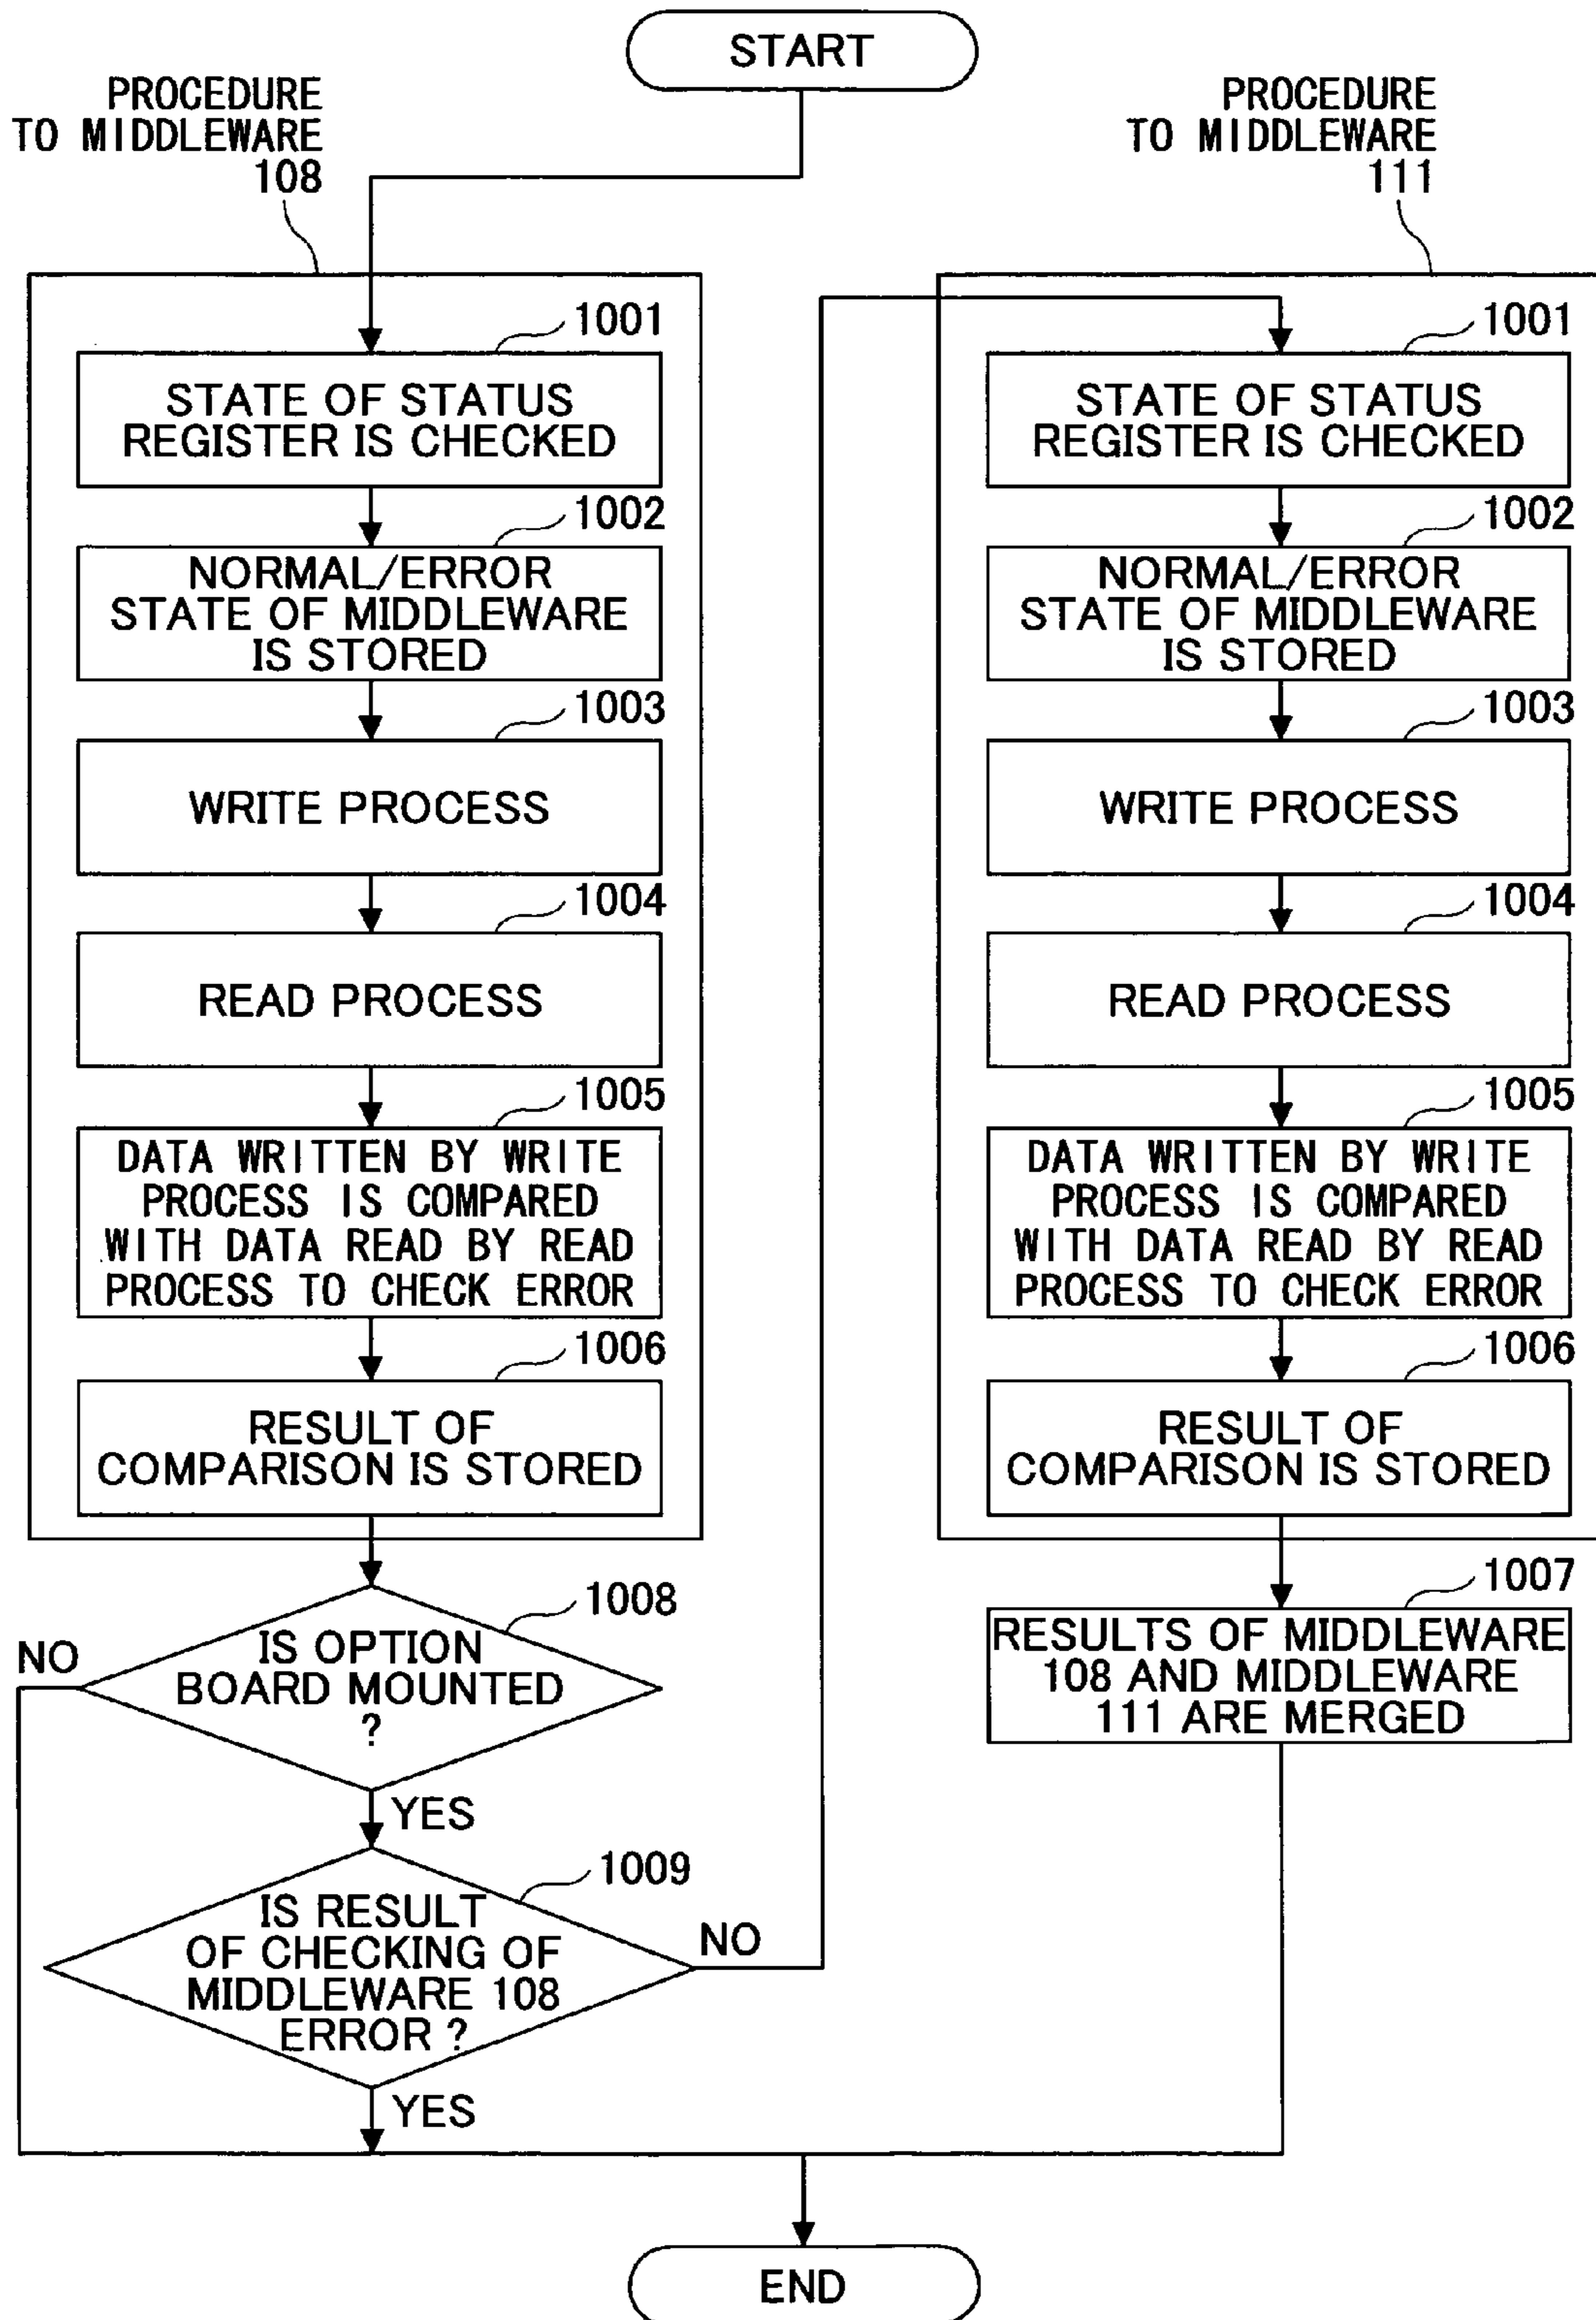 START
PROCEDURE
TO MIDDLEWARE
108
1001
STATE OF STATUS
REGISTER IS CHECKED
1002
NORMAL/ERROR
STATE OF MIDDLEWARE
IS STORED
1003
WRITE PROCESS
1004
READ PROCESS
1005
DATA WRITTEN BY WRITE
PROCESS IS COMPARED
WITH DATA READ BY READ
PROCESS TO CHECK ERROR
1006
RESULT OF
COMPARISON IS STORED
1008
IS OPTION
BOARD MOUNTED
?
NO
YES
1009
IS RESULT
OF CHECKING OF
MIDDLEWARE 108
ERROR ?
NO
YES
PROCEDURE
TO MIDDLEWARE
111
1001
STATE OF STATUS
REGISTER IS CHECKED
1002
NORMAL/ERROR
STATE OF MIDDLEWARE
IS STORED
1003
WRITE PROCESS
1004
READ PROCESS
1005
DATA WRITTEN BY WRITE
PROCESS IS COMPARED
WITH DATA READ BY READ
PROCESS TO CHECK ERROR
1006
RESULT OF
COMPARISON IS STORED
1007
RESULTS OF MIDDLEWARE
108 AND MIDDLEWARE
111 ARE MERGED
END